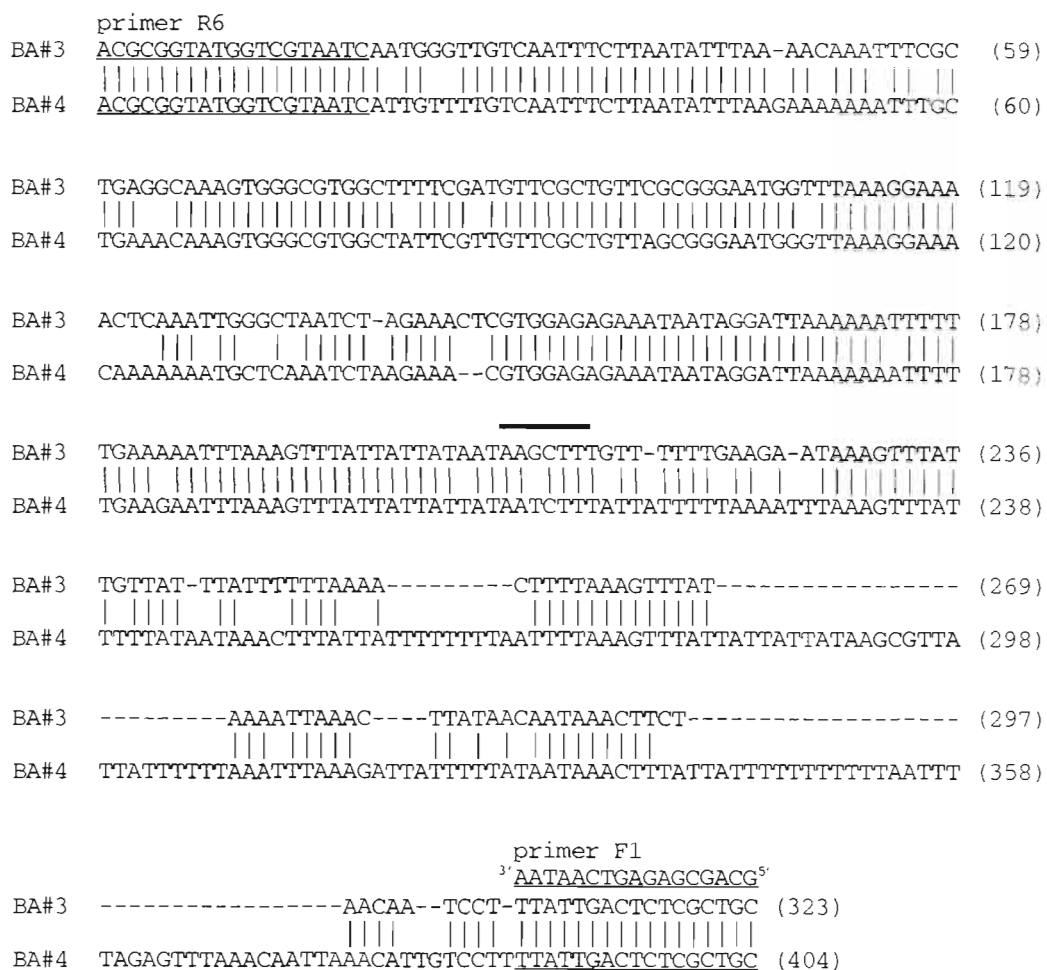 primer R6
BA#3 ACGCGGTATGGTCGTAATCAATGGGTTGTCAATTTCTTAATATTTAA-AACAAATTTCGC (59)
BA#4 ACGCGGTATGGTCGTAATCATTGTTTTGTCAATTTCTTAATATTTAAGAAAAAAATTTGC (60)
BA#3 TGAGGCAAAGTGGGCGTGGCTTTTCGATGTTCGCTGTTCGCGGGAATGGTTTAAAGGAAA (119)
BA#4 TGAAACAAAGTGGGCGTGGCTATTCGTTGTTCGCTGTTAGCGGGAATGGGTTAAAGGAAA (120)
BA#3 ACTCAAATTGGGCTAATCT-AGAAACTCGTGGAGAGAAATAATAGGATTAAAAAATTTTT (178)
BA#4 CAAAAAAATGCTCAAATCTAAGAAA--CGTGGAGAGAAATAATAGGATTAAAAAAATTTT (178)
BA#3 TGAAAAATTTAAAGTTTATTATTATAATAAGCTTTGTT-TTTTGAAGA-ATAAAGTTTAT (236)
BA#4 TGAAGAATTTAAAGTTTATTATTATTATAATCTTTATTATTTTTAAAATTTAAAGTTTAT (238)
BA#3 TGTTAT-TTATTTTTTAAAA---------CTTTTAAAGTTTAT----------------- (269)
BA#4 TTTTATAATAAACTTTATTATTTTTTTTAATTTTAAAGTTTATTATTATTATAAGCGTTA (298)
BA#3 ---------AAAATTAAAC----TTATAACAATAAACTTCT------------------- (297)
BA#4 TTATTTTTTAAATTTAAAGATTATTTTTATAATAAACTTTATTATTTTTTTTTTTAATTT (358)
primer F1
3'AATAACTGAGAGCGACG5'
BA#3 -----------------AACAA--TCCT-TTATTGACTCTCGCTGC (323)
BA#4 TAGAGTTTAAACAATTAAACATTGTCCTTTTATTGACTCTCGCTGC (404)